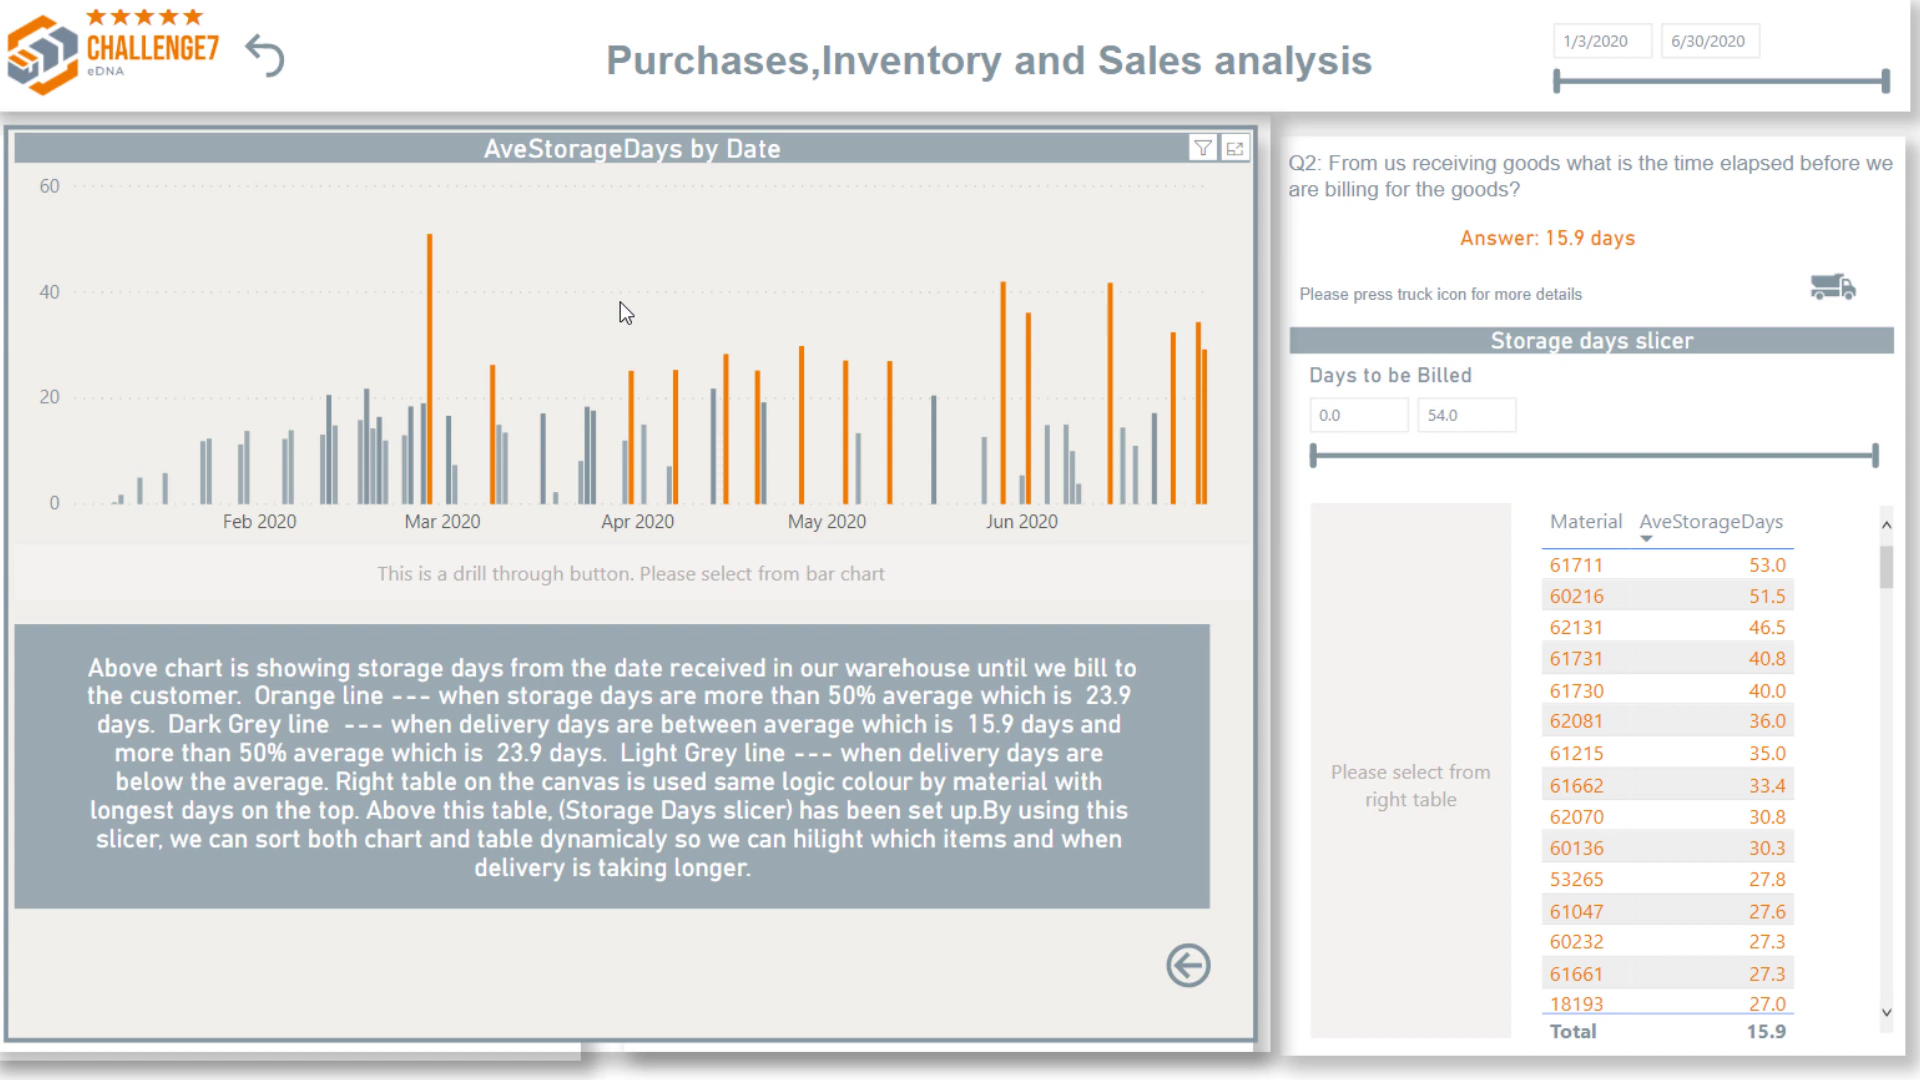 CHALLENGE7
eDNA
Purchases,Inventory and Sales analysis
1/3/2020
6/30/2020
AveStorageDays by Date
60
40
20
0
Feb 2020
Mar 2020
Apr 2020
May 2020
Jun 2020
This is a drill through button. Please select from bar chart
Above chart is showing storage days from the date received in our warehouse until we bill to
the customer. Orange line --- when storage days are more than 50% average which is 23.9
days. Dark Grey line --- when delivery days are between average which is 15.9 days and
more than 50% average which is 23.9 days. Light Grey line --- when delivery days are
below the average. Right table on the canvas is used same logic colour by material with
longest days on the top. Above this table, (Storage Days slicer) has been set up.By using this
slicer, we can sort both chart and table dynamicaly so we can hilight which items and when
delivery is taking longer.
Q2: From us receiving goods what is the time elapsed before we
are billing for the goods?
Answer: 15.9 days
Please press truck icon for more details
Storage days slicer
Days to be Billed
0.0
54.0
Please select from
right table
Material AveStorageDays
61711 53.0
60216 51.5
62131 46.5
61731 40.8
61730 40.0
62081 36.0
61215 35.0
61662 33.4
62070 30.8
60136 30.3
53265 27.8
61047 27.6
60232 27.3
61661 27.3
18193 27.0
Total 15.9